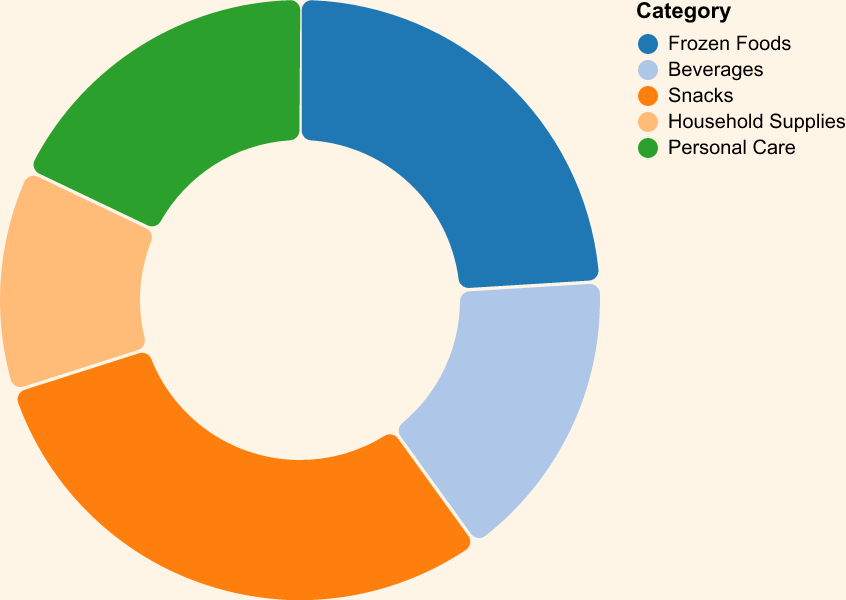 Category
Frozen Foods
Beverages
Snacks
Household Supplies
Personal Care